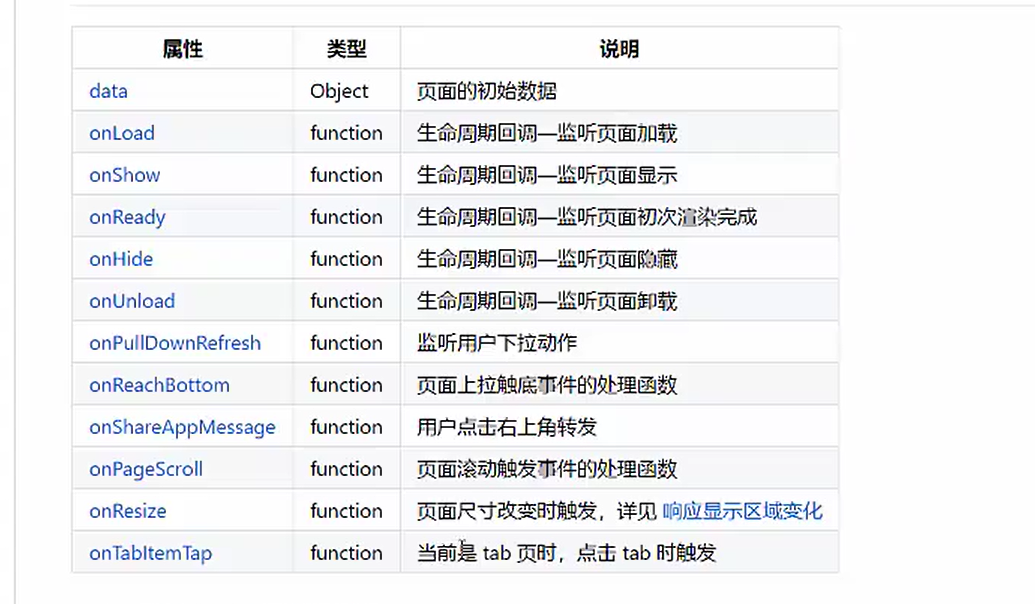 属性 类型 说明
data Object 页面的初始数据
onLoad function 生命周期回调—监听页面加载
onShow function 生命周期回调—监听页面显示
onReady function 生命周期回调—监听页面初次渲染完成
onHide function 生命周期回调—监听页面隐藏
onUnload function 生命周期回调—监听页面卸载
onPullDownRefresh function 监听用户下拉动作
onReachBottom function 页面上拉触底事件的处理函数
onShareAppMessage function 用户点击右上角转发
onPageScroll function 页面滚动触发事件的处理函数
onResize function 页面尺寸改变时触发，详见 响应显示区域变化
onTabItemTap function 当前是 tab 页时，点击 tab 时触发